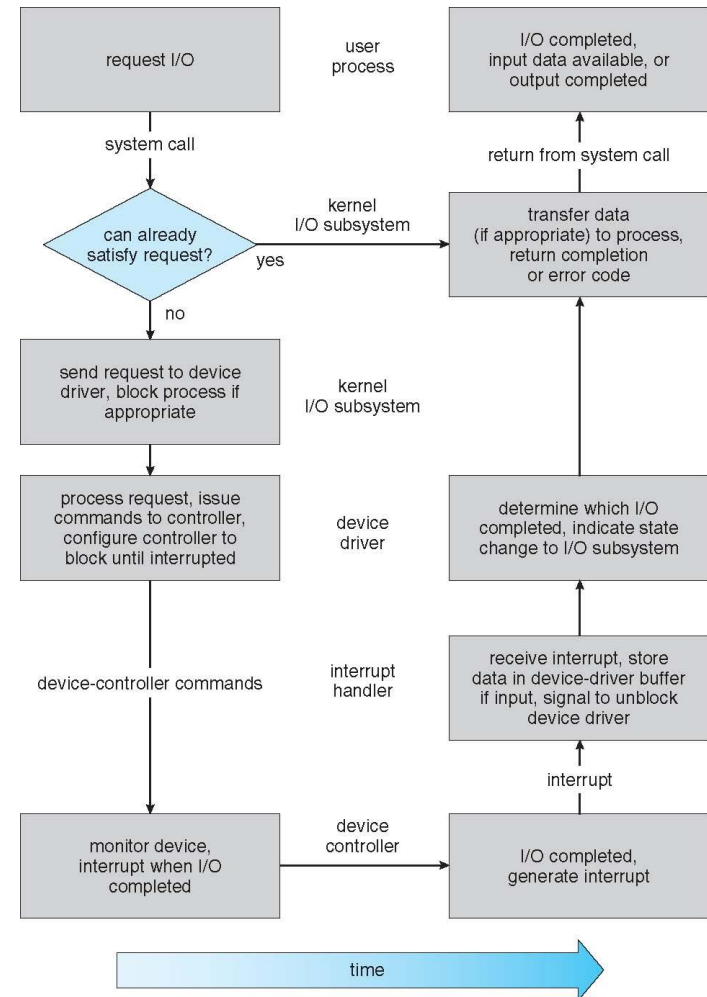 request I/O
user
process
I/O completed,
input data available, or
output completed
system call
return from system call
can already
satisfy request?
yes
kernel
I/O subsystem
transfer data
(if appropriate) to process,
return completion
or error code
no
send request to device
driver, block process if
appropriate
kernel
I/O subsystem
process request, issue
commands to controller,
configure controller to
block until interrupted
device
driver
determine which I/O
completed, indicate state
change to I/O subsystem
device-controller commands
interrupt
handler
receive interrupt, store
data in device-driver buffer
if input, signal to unblock
device driver
interrupt
monitor device,
interrupt when I/O
completed
device
controller
I/O completed,
generate interrupt
time